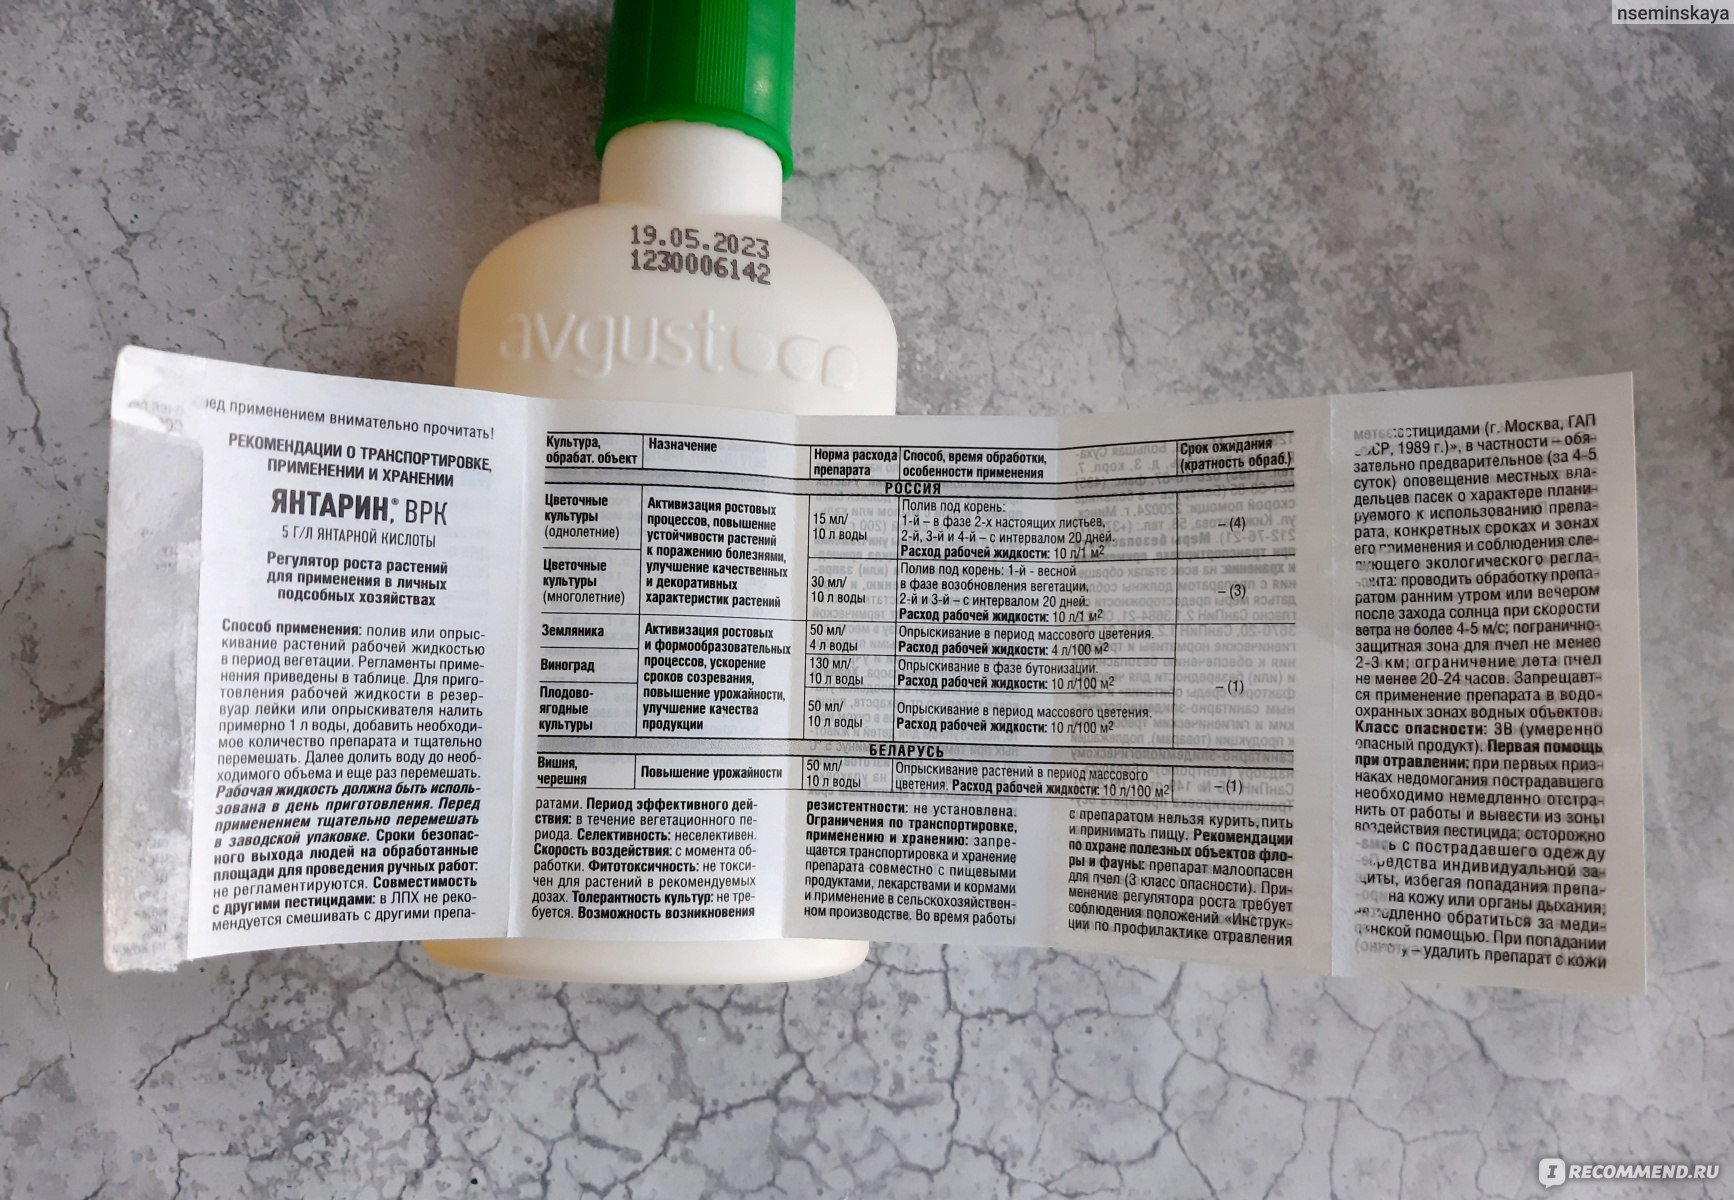 nseminskaya
19.05.2023
1230006142
avgust
применением внимательно прочитать!
РЕКОМЕНДАЦИИ О ТРАНСПОРТИРОВКЕ,
ПРИМЕНЕНИИ И ХРАНЕНИИ
ЯНТАРИН,® ВРК
5 Г/Л ЯНТАРНОЙ КИСЛОТЫ
Регулятор роста растений
для применения в личных
подсобных хозяйствах
Способ применения: полив или опрыс-
кивание растений рабочей жидкостью
в период вегетации. Регламенты приме-
нения приведены в таблице. Для приго-
товления рабочей жидкости в резер-
вуар лейки или опрыскивателя налить
примерно 1 л воды, добавить необходи-
мое количество препарата и тщательно
перемешать. Далее долить воду до необ-
ходимого объема и еще раз перемешать.
Рабочая жидкость должна быть исполь-
зована в день приготовления. Перед
применением тщательно перемешать
в заводской упаковке. Сроки безопас-
ного выхода людей на обработанные
площади для проведения ручных работ:
не регламентируются. Совместимость
с другими пестицидами: в ЛПХ не реко-
мендуется смешивать с другими препа-
Культура, обрабат. объект
Назначение
Норма расхода препарата
Способ, время обработки, особенности применения
Срок ожидания (кратность обраб.)
РОССИЯ
Цветочные культуры (однолетние)
Активизация ростовых процессов, повышение устойчивости растений к поражению болезнями, улучшение качественных и декоративных характеристик растений
15 мл/ 10 л воды
Полив под корень:
1-й – в фазе 2-х настоящих листьев,
2-й, 3-й и 4-й – с интервалом 20 дней.
Расход рабочей жидкости: 10 л/1 м²
– (4)
Цветочные культуры (многолетние)
30 мл/ 10 л воды
Полив под корень: 1-й - весной
в фазе возобновления вегетации,
2-й и 3-й – с интервалом 20 дней.
Расход рабочей жидкости: 10 л/1 м²
– (3)
Земляника
Активизация ростовых и формообразовательных процессов, ускорение сроков созревания, повышение урожайности, улучшение качества продукции
50 мл/ 4 л воды
Опрыскивание в период массового цветения.
Расход рабочей жидкости: 4 л/100 м²
Виноград
130 мл/ 10 л воды
Опрыскивание в фазе бутонизации.
Расход рабочей жидкости: 10 л/100 м²
– (1)
Плодово-ягодные культуры
50 мл/ 10 л воды
Опрыскивание в период массового цветения.
Расход рабочей жидкости: 10 л/100 м²
БЕЛАРУСЬ
Вишня, черешня
Повышение урожайности
50 мл/ 10 л воды
Опрыскивание растений в период массового
цветения. Расход рабочей жидкости: 10 л/100 м²
– (1)
ратами. Период эффективного дей-
ствия: в течение вегетационного пе-
риода. Селективность: неселективен.
Скорость воздействия: с момента об-
работки. Фитотоксичность: не токси-
чен для растений в рекомендуемых
дозах. Толерантность культур: не тре-
буется. Возможность возникновения
резистентности: не установлена.
Ограничения по транспортировке,
применению и хранению: запре-
щается транспортировка и хранение
препарата совместно с пищевыми
продуктами, лекарствами и кормами
и применение в сельскохозяйствен-
ном производстве. Во время работы
с препаратом нельзя курить, пить
и принимать пищу. Рекомендации
по охране полезных объектов фло-
ры и фауны: препарат малоопасен
для пчел (3 класс опасности). При-
менение регулятора роста требует
соблюдения положений «Инструк-
ции по профилактике отравления
(г. Москва, ГАП
1989 г.)», в частности – обя-
зательно предварительное (за 4-5
суток) оповещение местных вла-
дельцев пасек о характере плани-
руемого к использованию препа-
рата, конкретных сроках и зонах
его применения и соблюдения сле-
дующего экологического регла-
мента: проводить обработку препа-
ратом ранним утром или вечером
после захода солнца при скорости
ветра не более 4-5 м/с; погранично-
защитная зона для пчел не менее
2-3 км; ограничение лета пчел
не менее 20-24 часов. Запрещает-
ся применение препарата в водо-
охранных зонах водных объектов.
Класс опасности: 3В (умеренно
опасный продукт). Первая помощь
при отравлении: при первых приз-
наках недомогания пострадавшего
необходимо немедленно отстра-
нить от работы и вывести из зоны
воздействия пестицида; осторожно
с пострадавшего одежду
средства индивидуальной за-
щиты, избегая попадания препа-
на кожу или органы дыхания;
немедленно обратиться за меди-
цинской помощью. При попадании
– удалить препарат с кожи
IRECOMMEND.RU